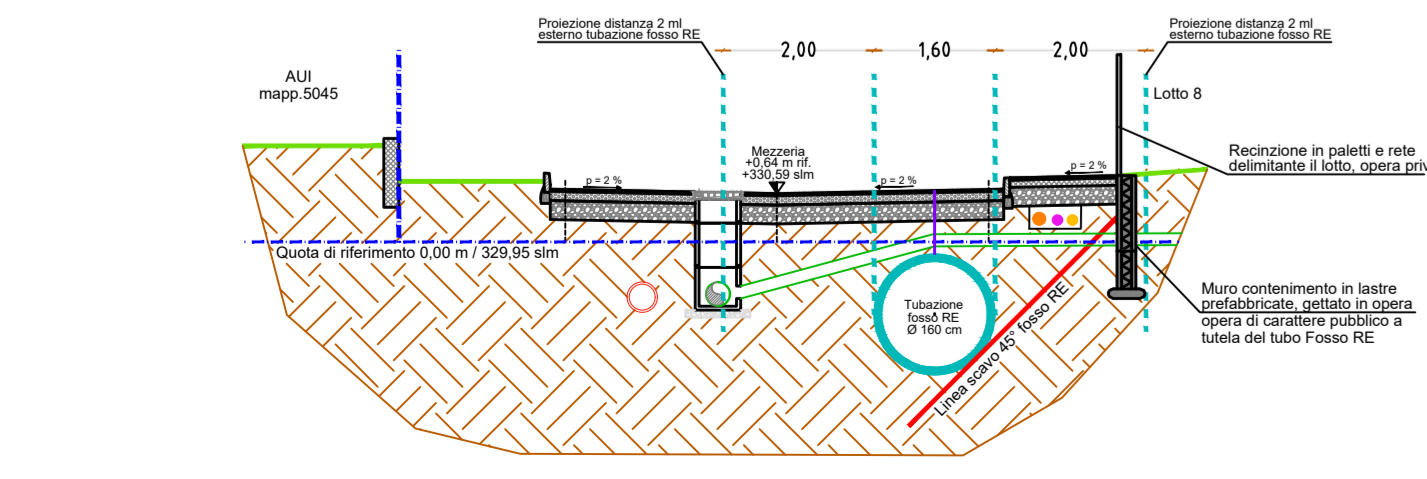 Proiezione distanza 2 ml
esterno tubazione fosso RE
Proiezione distanza 2 ml
esterno tubazione fosso RE
2,00
1,60
2,00
AUI
mapp.5045
Lotto 8
Mezzeria
+0,64 m rif.
+330,59 slm
Recinzione in paletti e rete
delimitante il lotto, opera priv
p = 2 %
p = 2 %
p = 2 %
Quota di riferimento 0,00 m / 329,95 slm
Tubazione
fosso RE
Ø 160 cm
Linea scavo 45° fosso RE
Muro contenimento in lastre
prefabbricate, gettato in opera
opera di carattere pubblico a
tutela del tubo Fosso RE